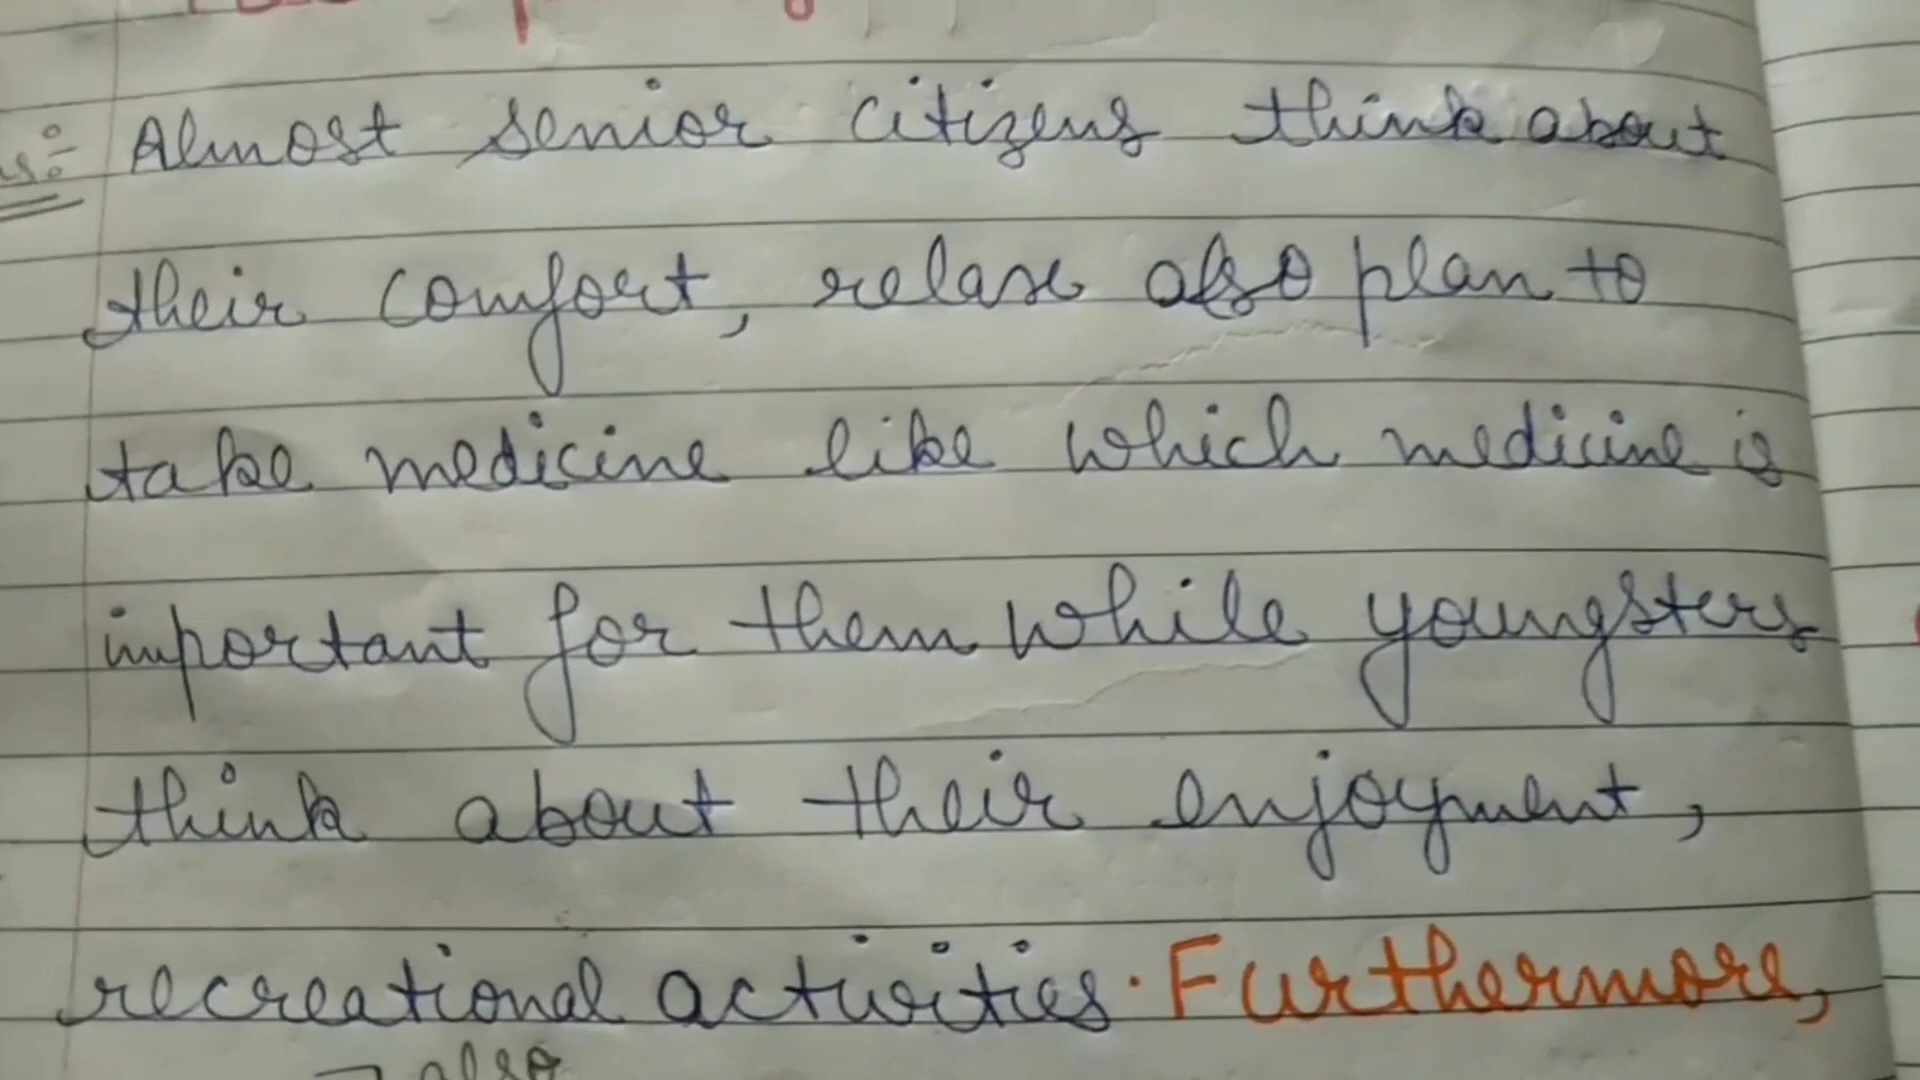 Almost senior citizens think about
their comfort, relax also plan to
take medicine like which medicine is
important for them while youngsters
think about their enjoyment,
recreational activities. Furthermore,
also